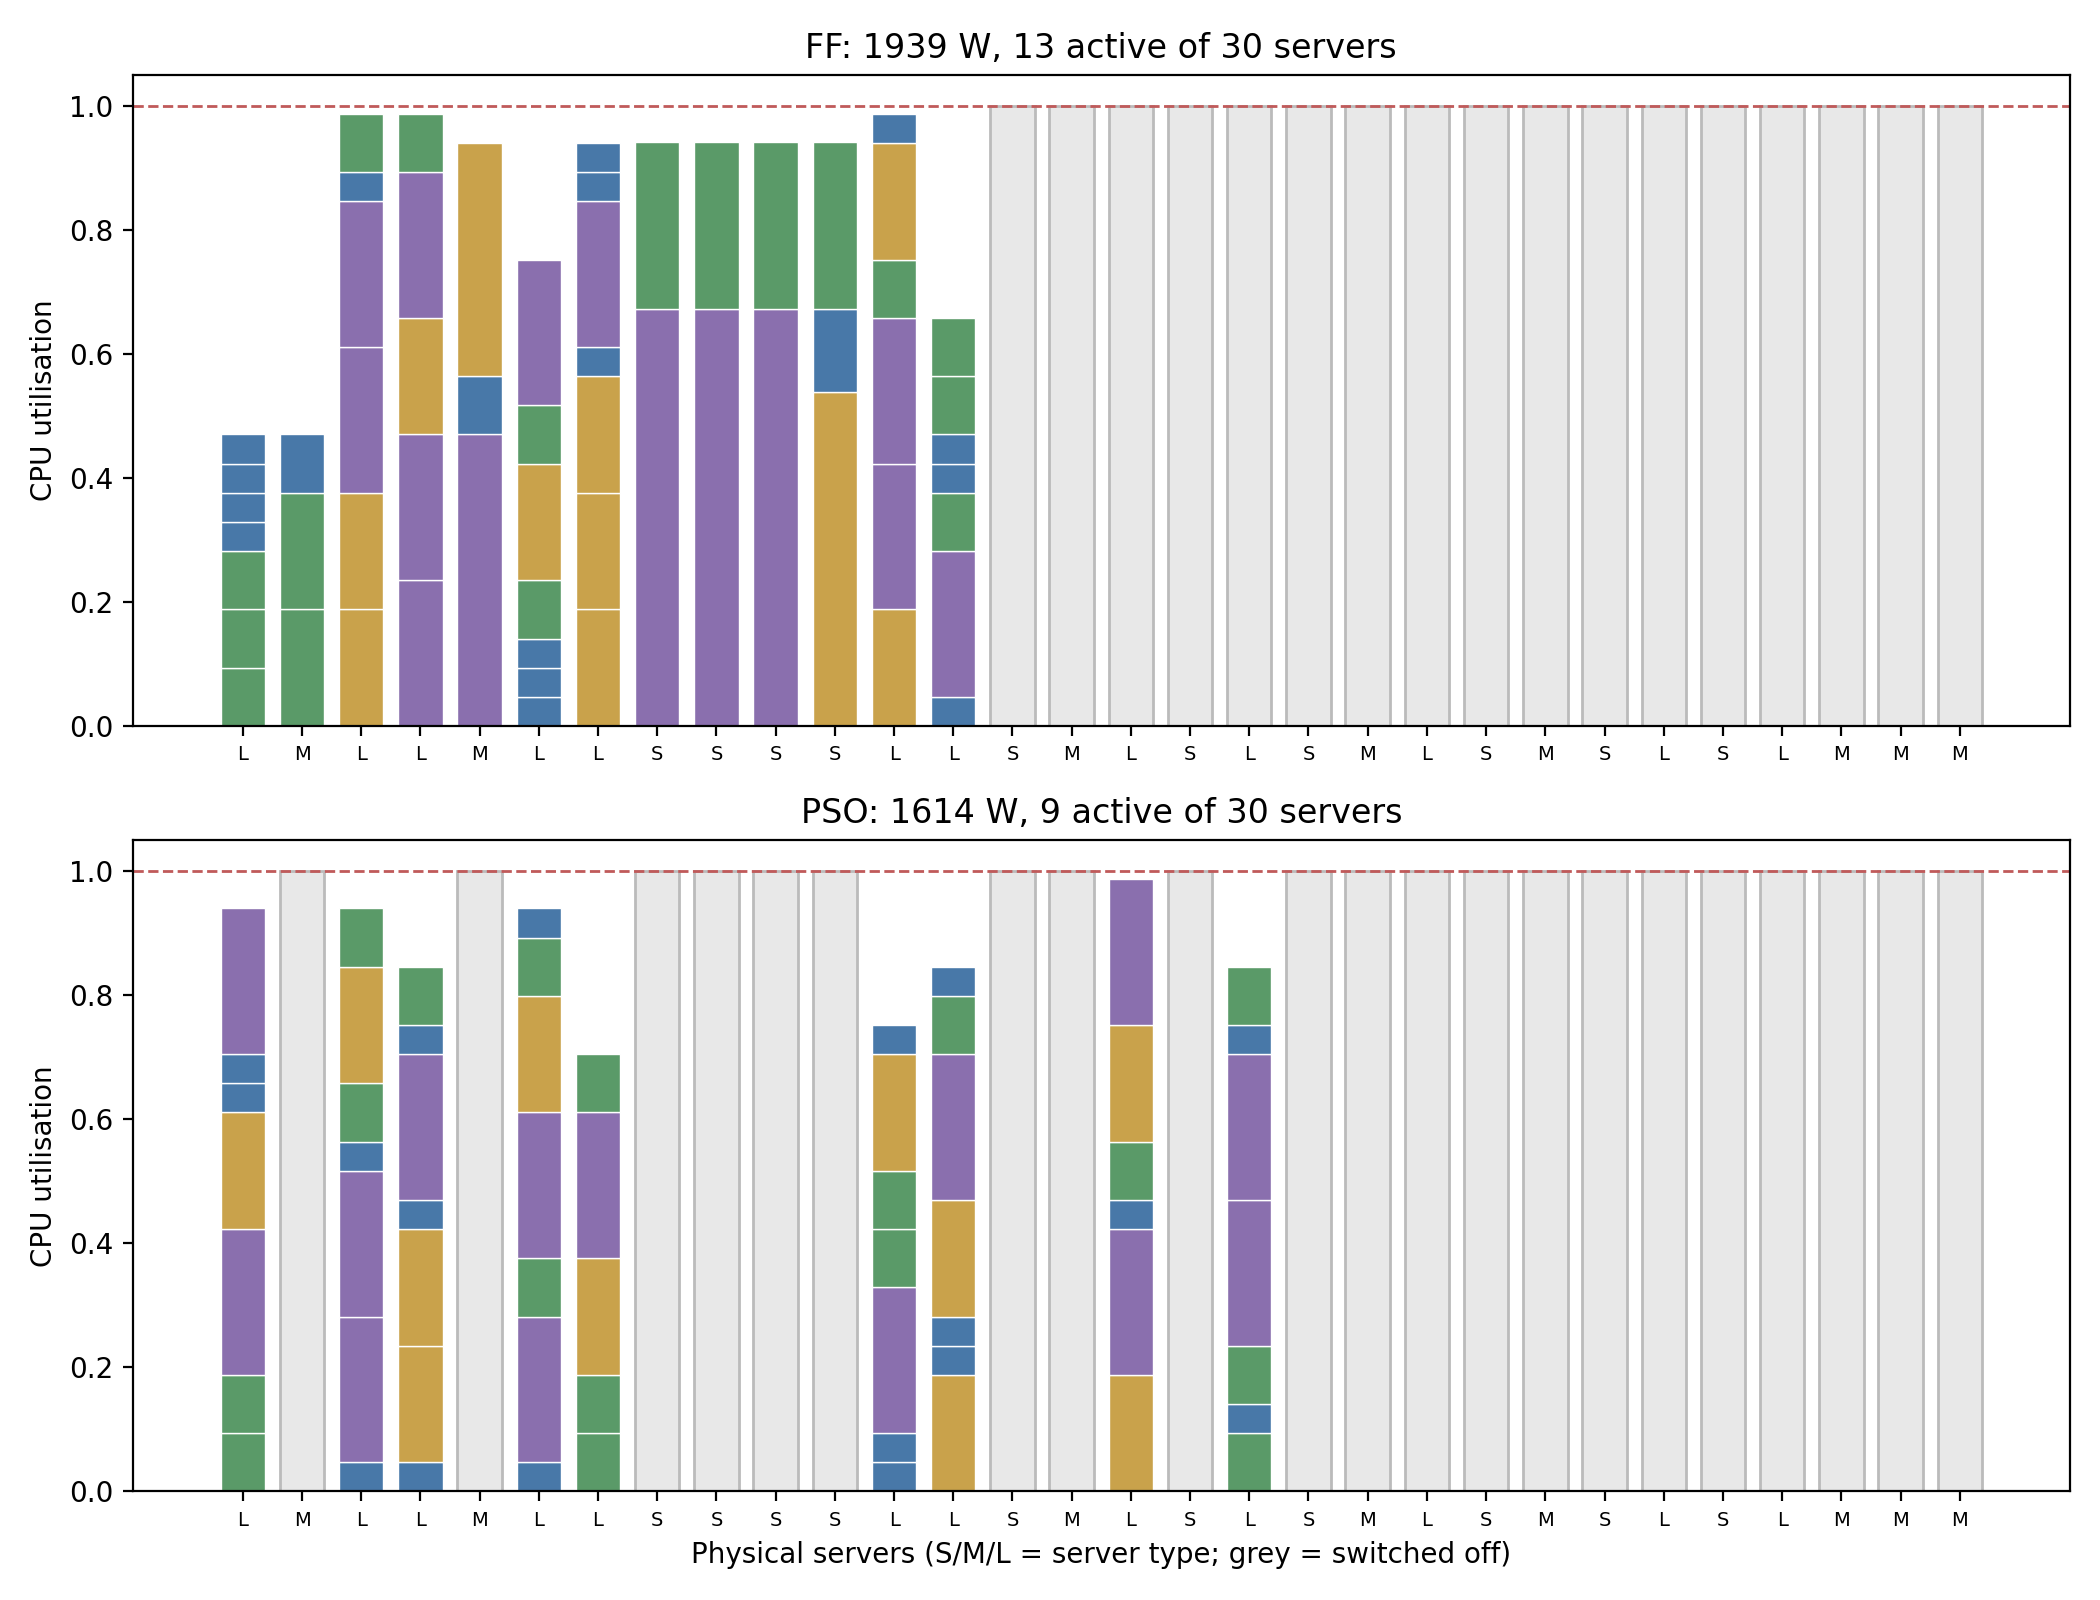 FF: 1939 W, 13 active of 30 servers
CPU utilisation
1.0
0.8
0.6
0.4
0.2
0.0
L M L L M L L S S S S L L S M L S L S M L S M S L S L M M M
PSO: 1614 W, 9 active of 30 servers
CPU utilisation
1.0
0.8
0.6
0.4
0.2
0.0
L M L L M L L S S S S L L S M L S L S M L S M S L S L M M M
Physical servers (S/M/L = server type; grey = switched off)